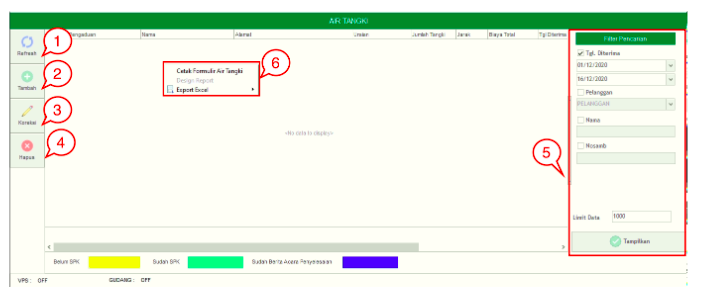 AIR TANGKI
Pengaduan Nama Alamat Uraian Jumlah Tangki Jarak Biaya Total Tgl Diterima
Refresh
1
Tambah
2
Koreksi
3
Hapus
4
Cetak Formulir Air Tangki
Design Report
Export Excel
6
<No data to display>
5
Filter Pencarian
Tgl. Diterima
01/12/2020
16/12/2020
Pelanggan
PELANGGAN
Nama
Nosamb
Limit Data 1000
Tampilkan
Belum SPK Sudah SPK Sudah Berita Acara Penyelesaian
VPS : OFF GUDANG : OFF